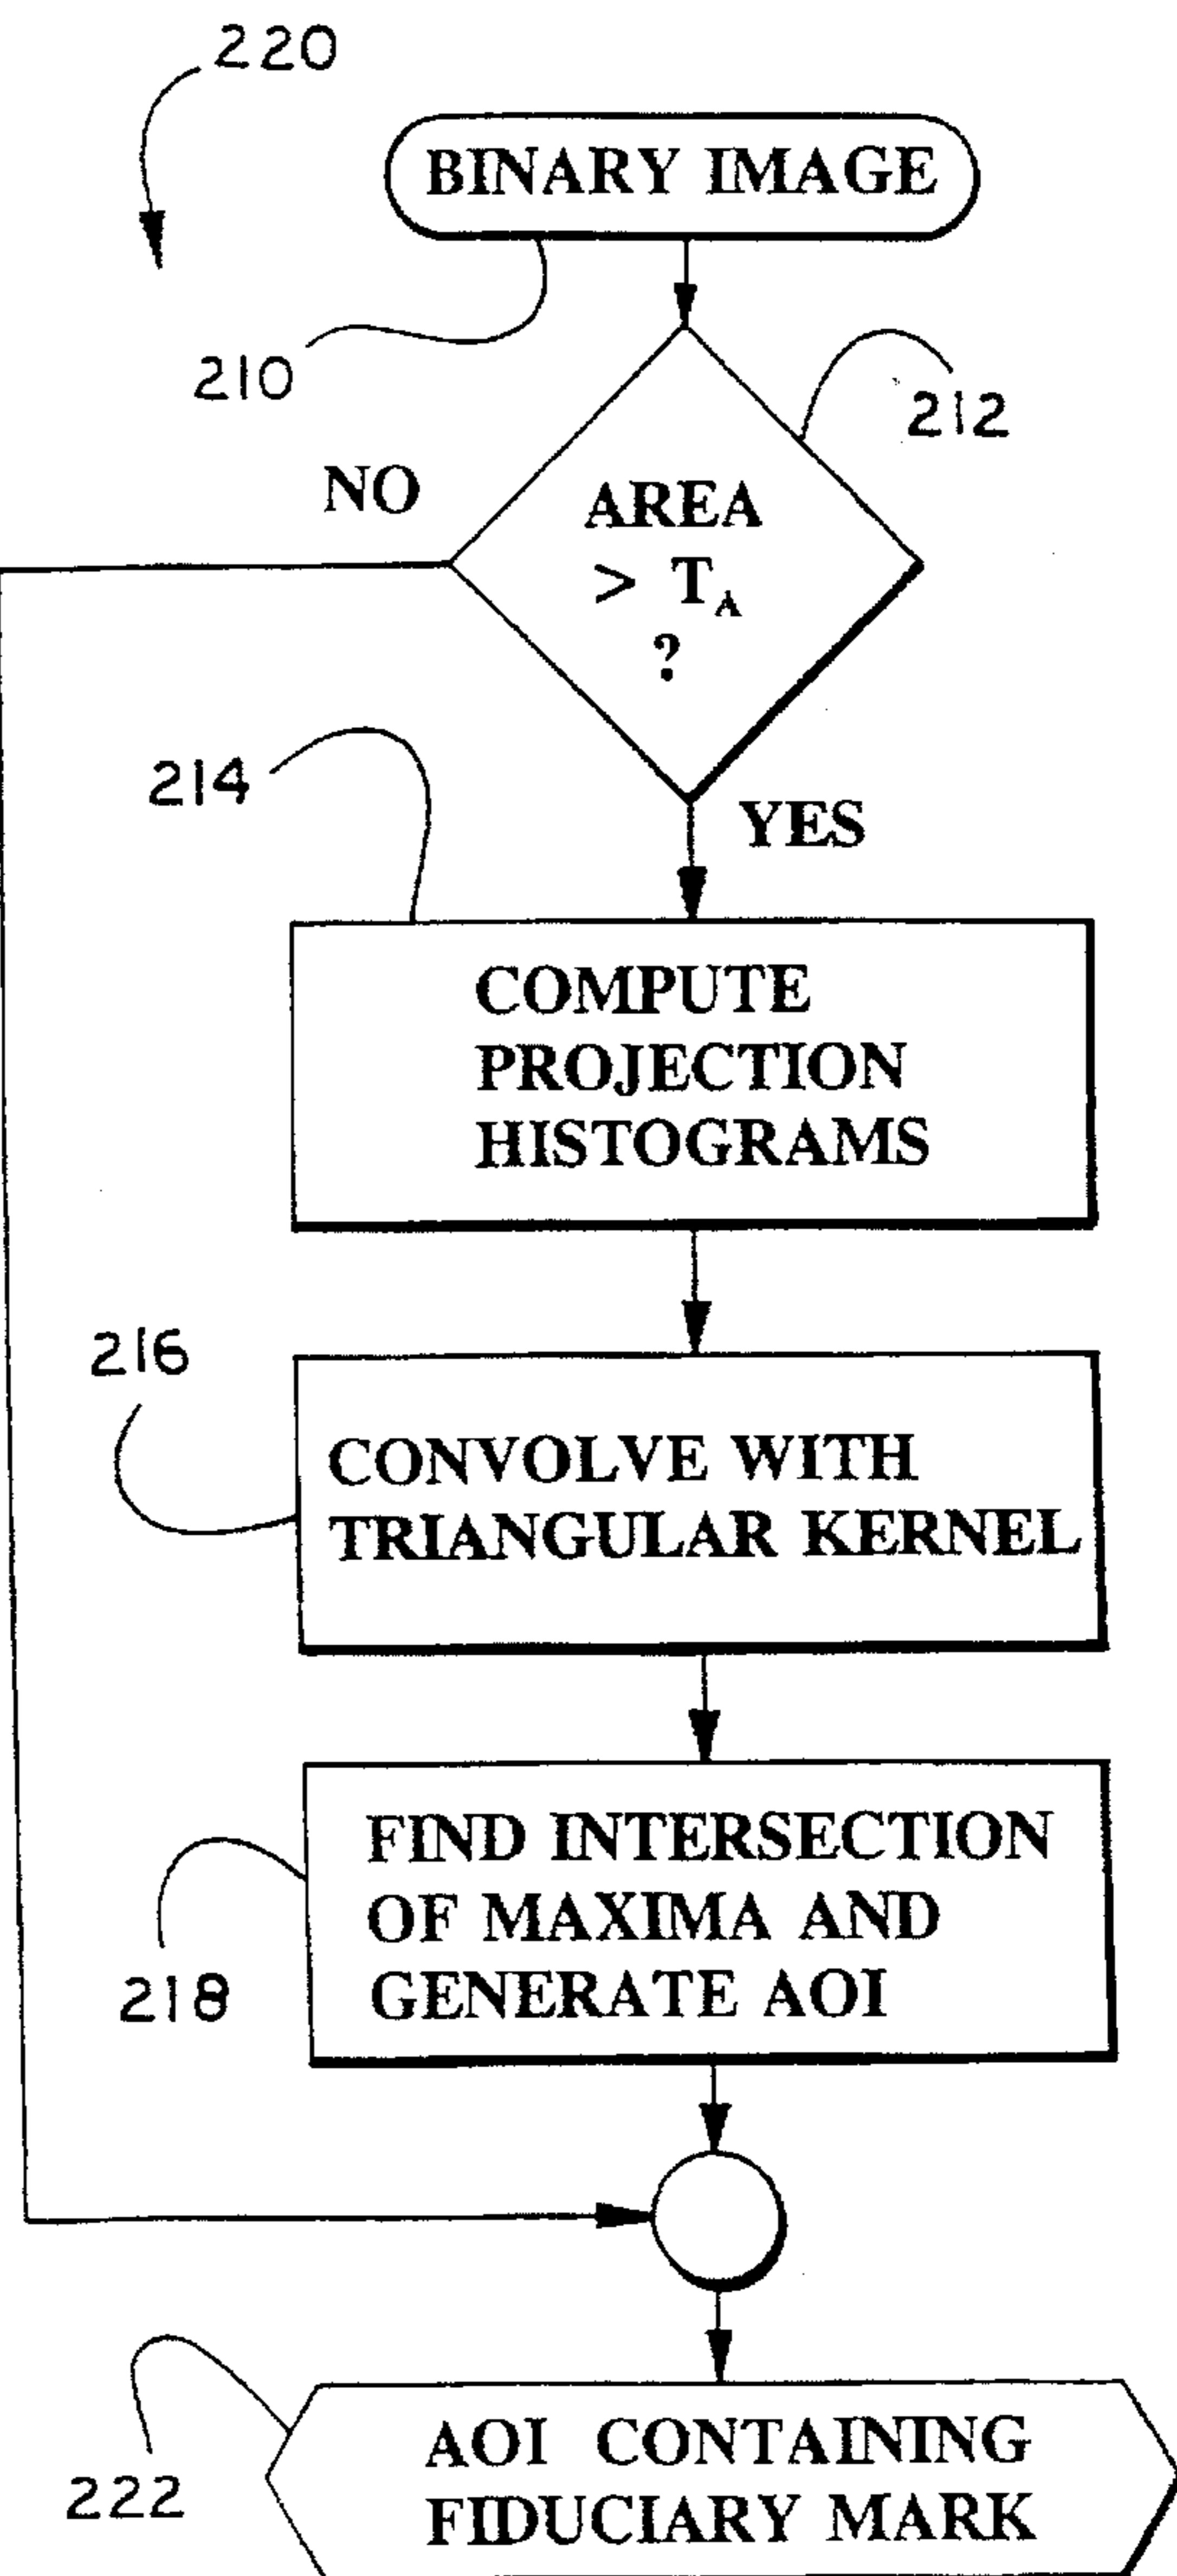 220
BINARY IMAGE
210
212
NO
AREA
> TA
?
214
YES
COMPUTE
PROJECTION
HISTOGRAMS
216
CONVOLVE WITH
TRIANGULAR KERNEL
FIND INTERSECTION
OF MAXIMA AND
GENERATE AOI
218
AOI CONTAINING
FIDUCIARY MARK
222